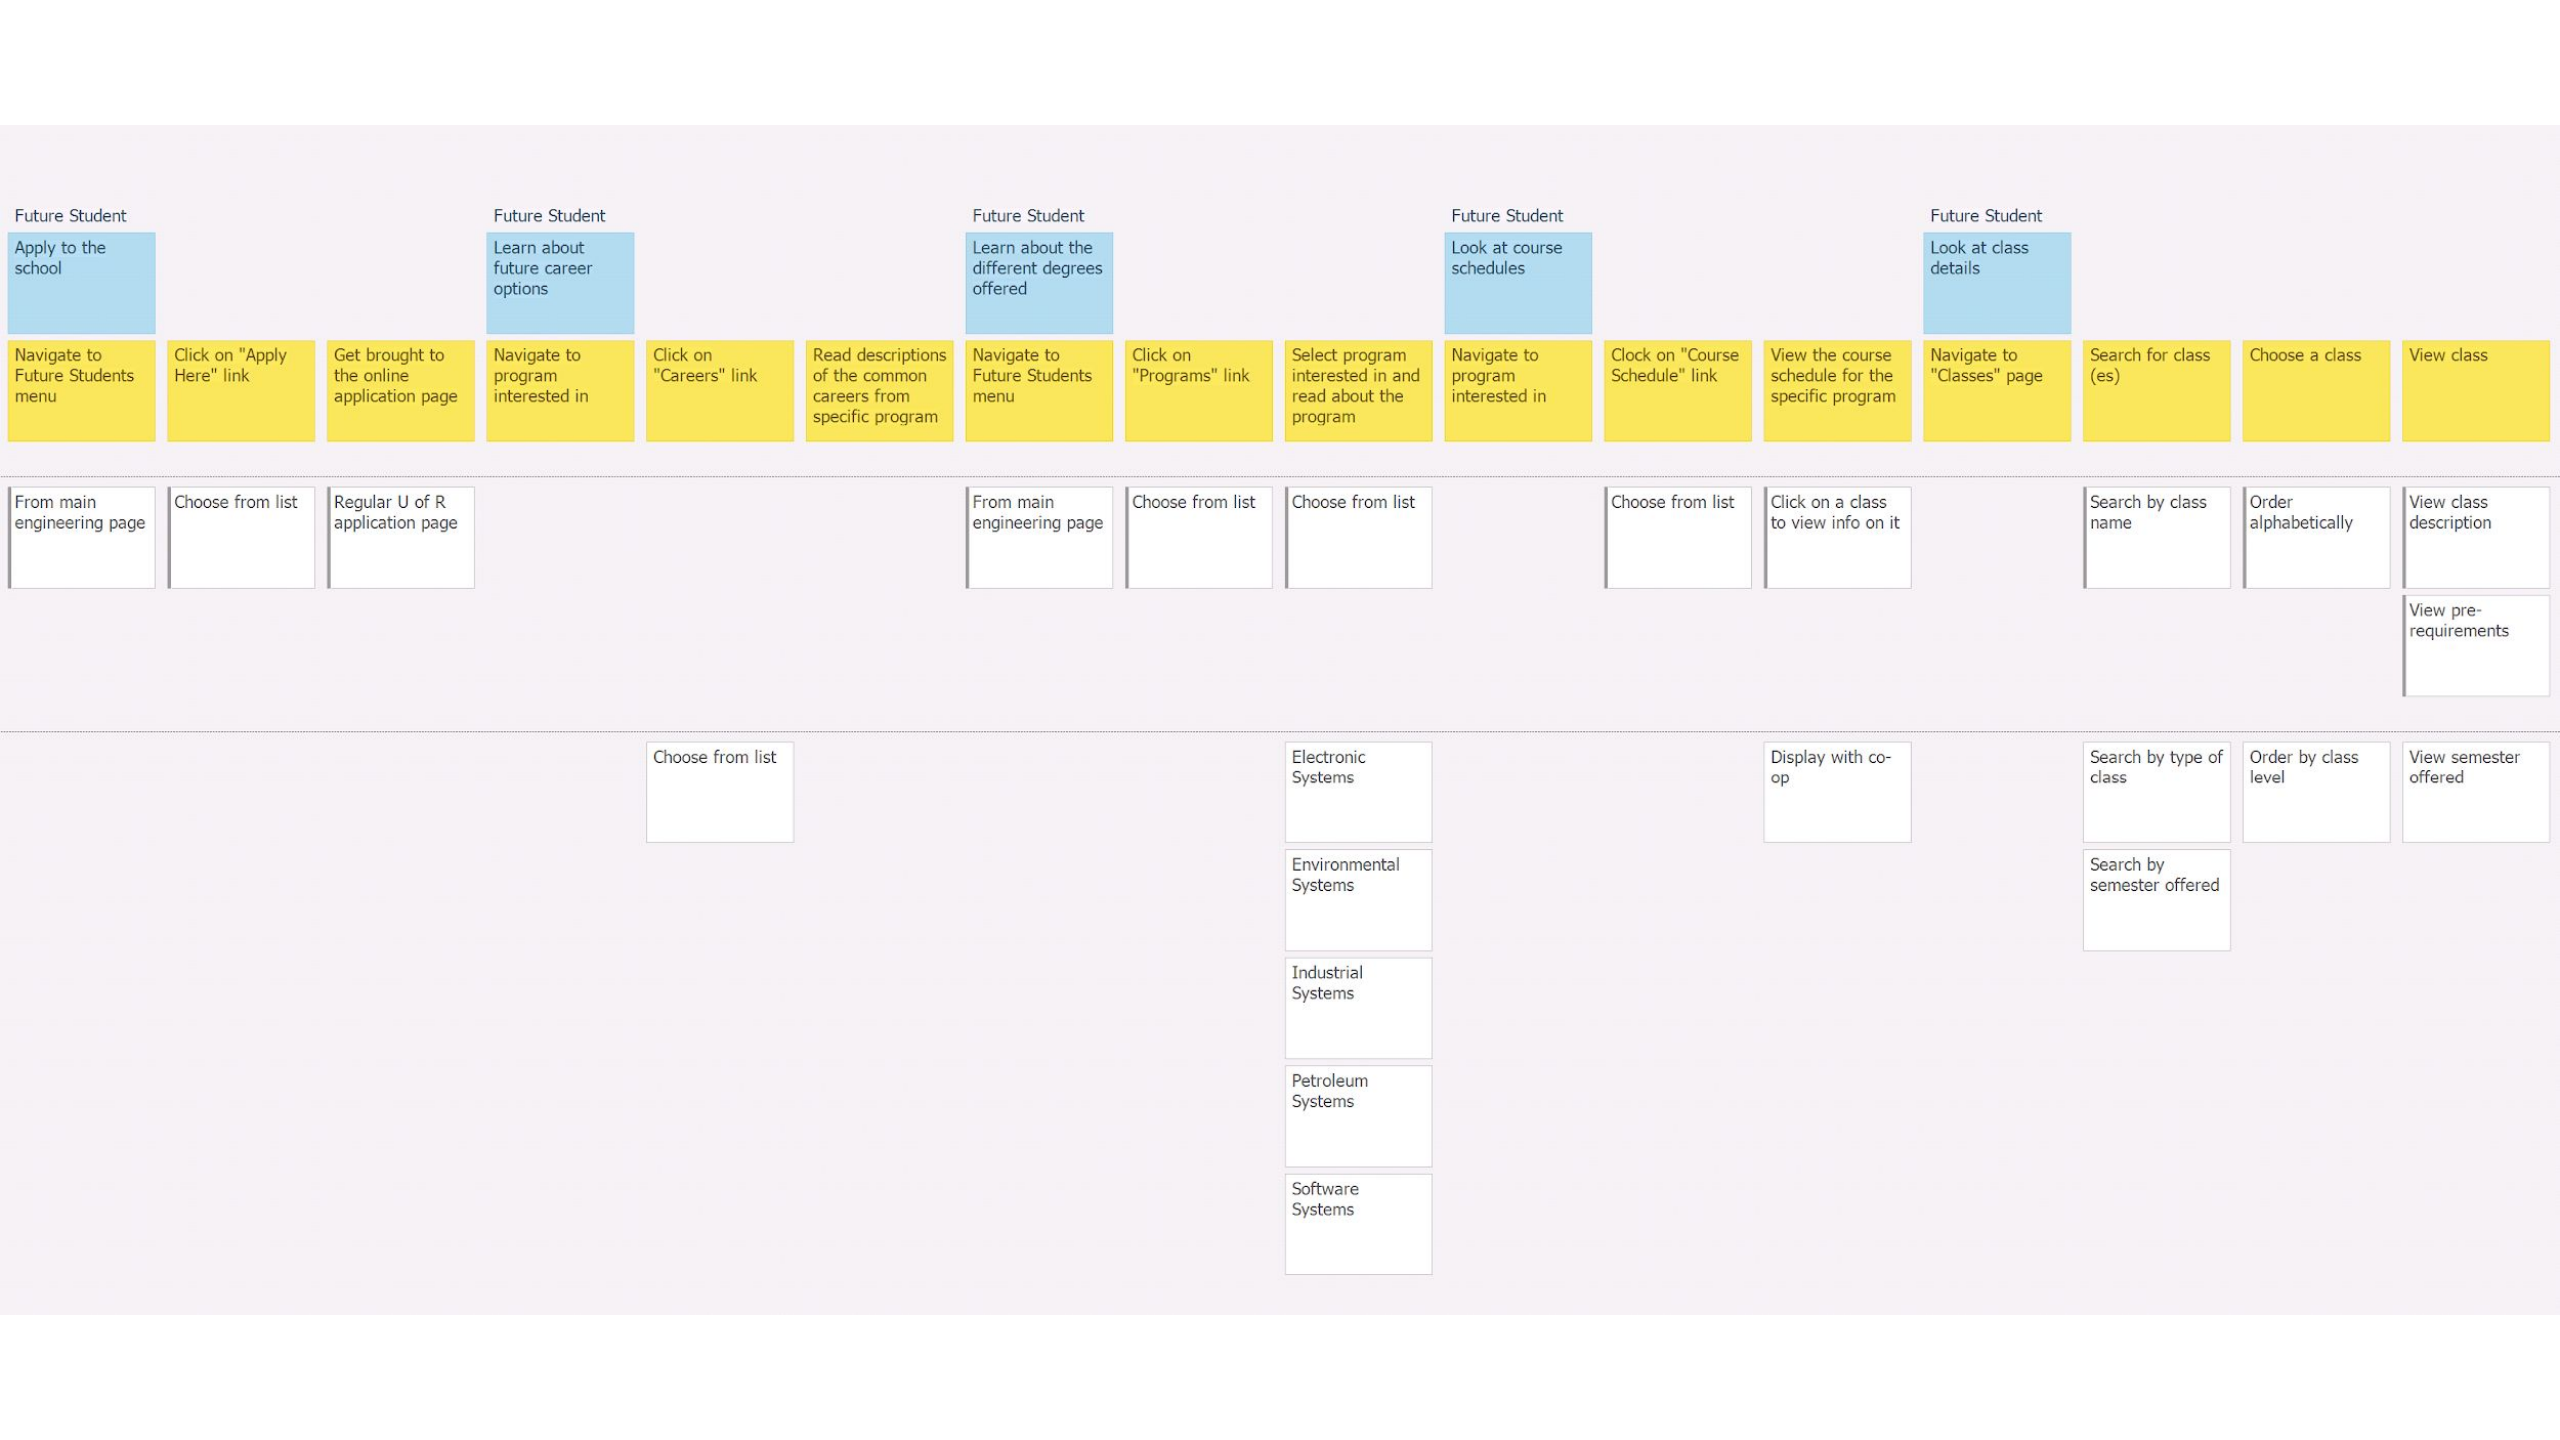 Future Student
Future Student
Future Student
Future Student
Future Student
Apply to the
school
Learn about
future career
options
Learn about the
different degrees
offered
Look at course
schedules
Look at class
details
Navigate to
Future Students
menu
Click on "Apply
Here" link
Get brought to
the online
application page
Navigate to
program
interested in
Click on
"Careers" link
Read descriptions
of the common
careers from
specific program
Navigate to
Future Students
menu
Click on
"Programs" link
Select program
interested in and
read about the
program
Navigate to
program
interested in
Clock on "Course
Schedule" link
View the course
schedule for the
specific program
Navigate to
"Classes" page
Search for class
(es)
Choose a class
View class
From main
engineering page
Choose from list
Regular U of R
application page
From main
engineering page
Choose from list
Choose from list
Choose from list
Click on a class
to view info on it
Search by class
name
Order
alphabetically
View class
description
View pre-
requirements
Choose from list
Electronic
Systems
Display with co-
op
Search by type of
class
Order by class
level
View semester
offered
Environmental
Systems
Search by
semester offered
Industrial
Systems
Petroleum
Systems
Software
Systems